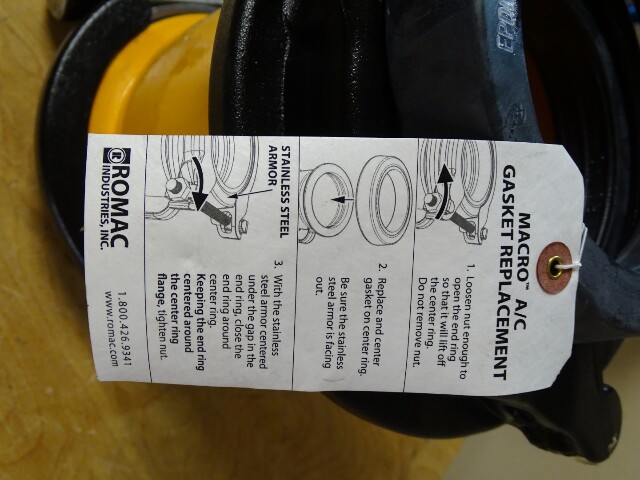 MACRO™ A/C
GASKET REPLACEMENT
1. Loosen nut enough to
open the end ring
so that it will lift off
the center ring.
Do not remove nut.
2. Replace and center
gasket on center ring.
Be sure the stainless
steel armor is facing
out.
STAINLESS STEEL
ARMOR
3. With the stainless
steel armor centered
under the gap in the
end ring, close the
end ring around
center ring.
Keeping the end ring
centered around
the center ring
flange, tighten nut.
ROMAC
INDUSTRIES, INC.
1.800.426.9341
www.romac.com